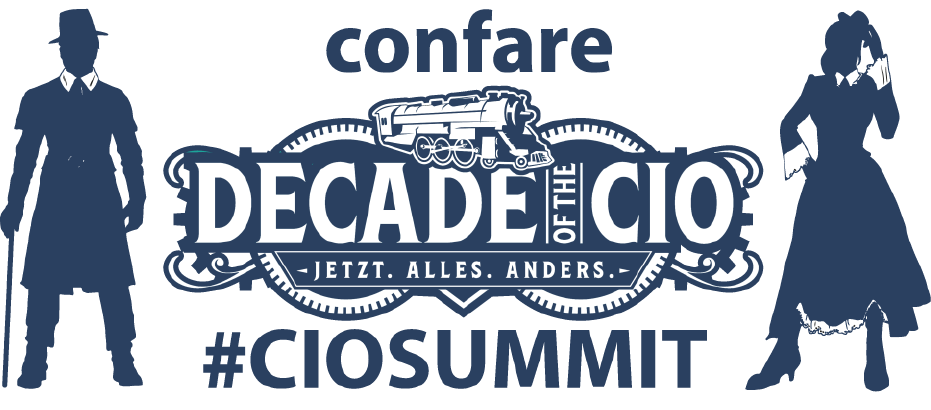 confare
DECADE OF THE CIO
JETZT. ALLES. ANDERS.
#CIOSUMMIT